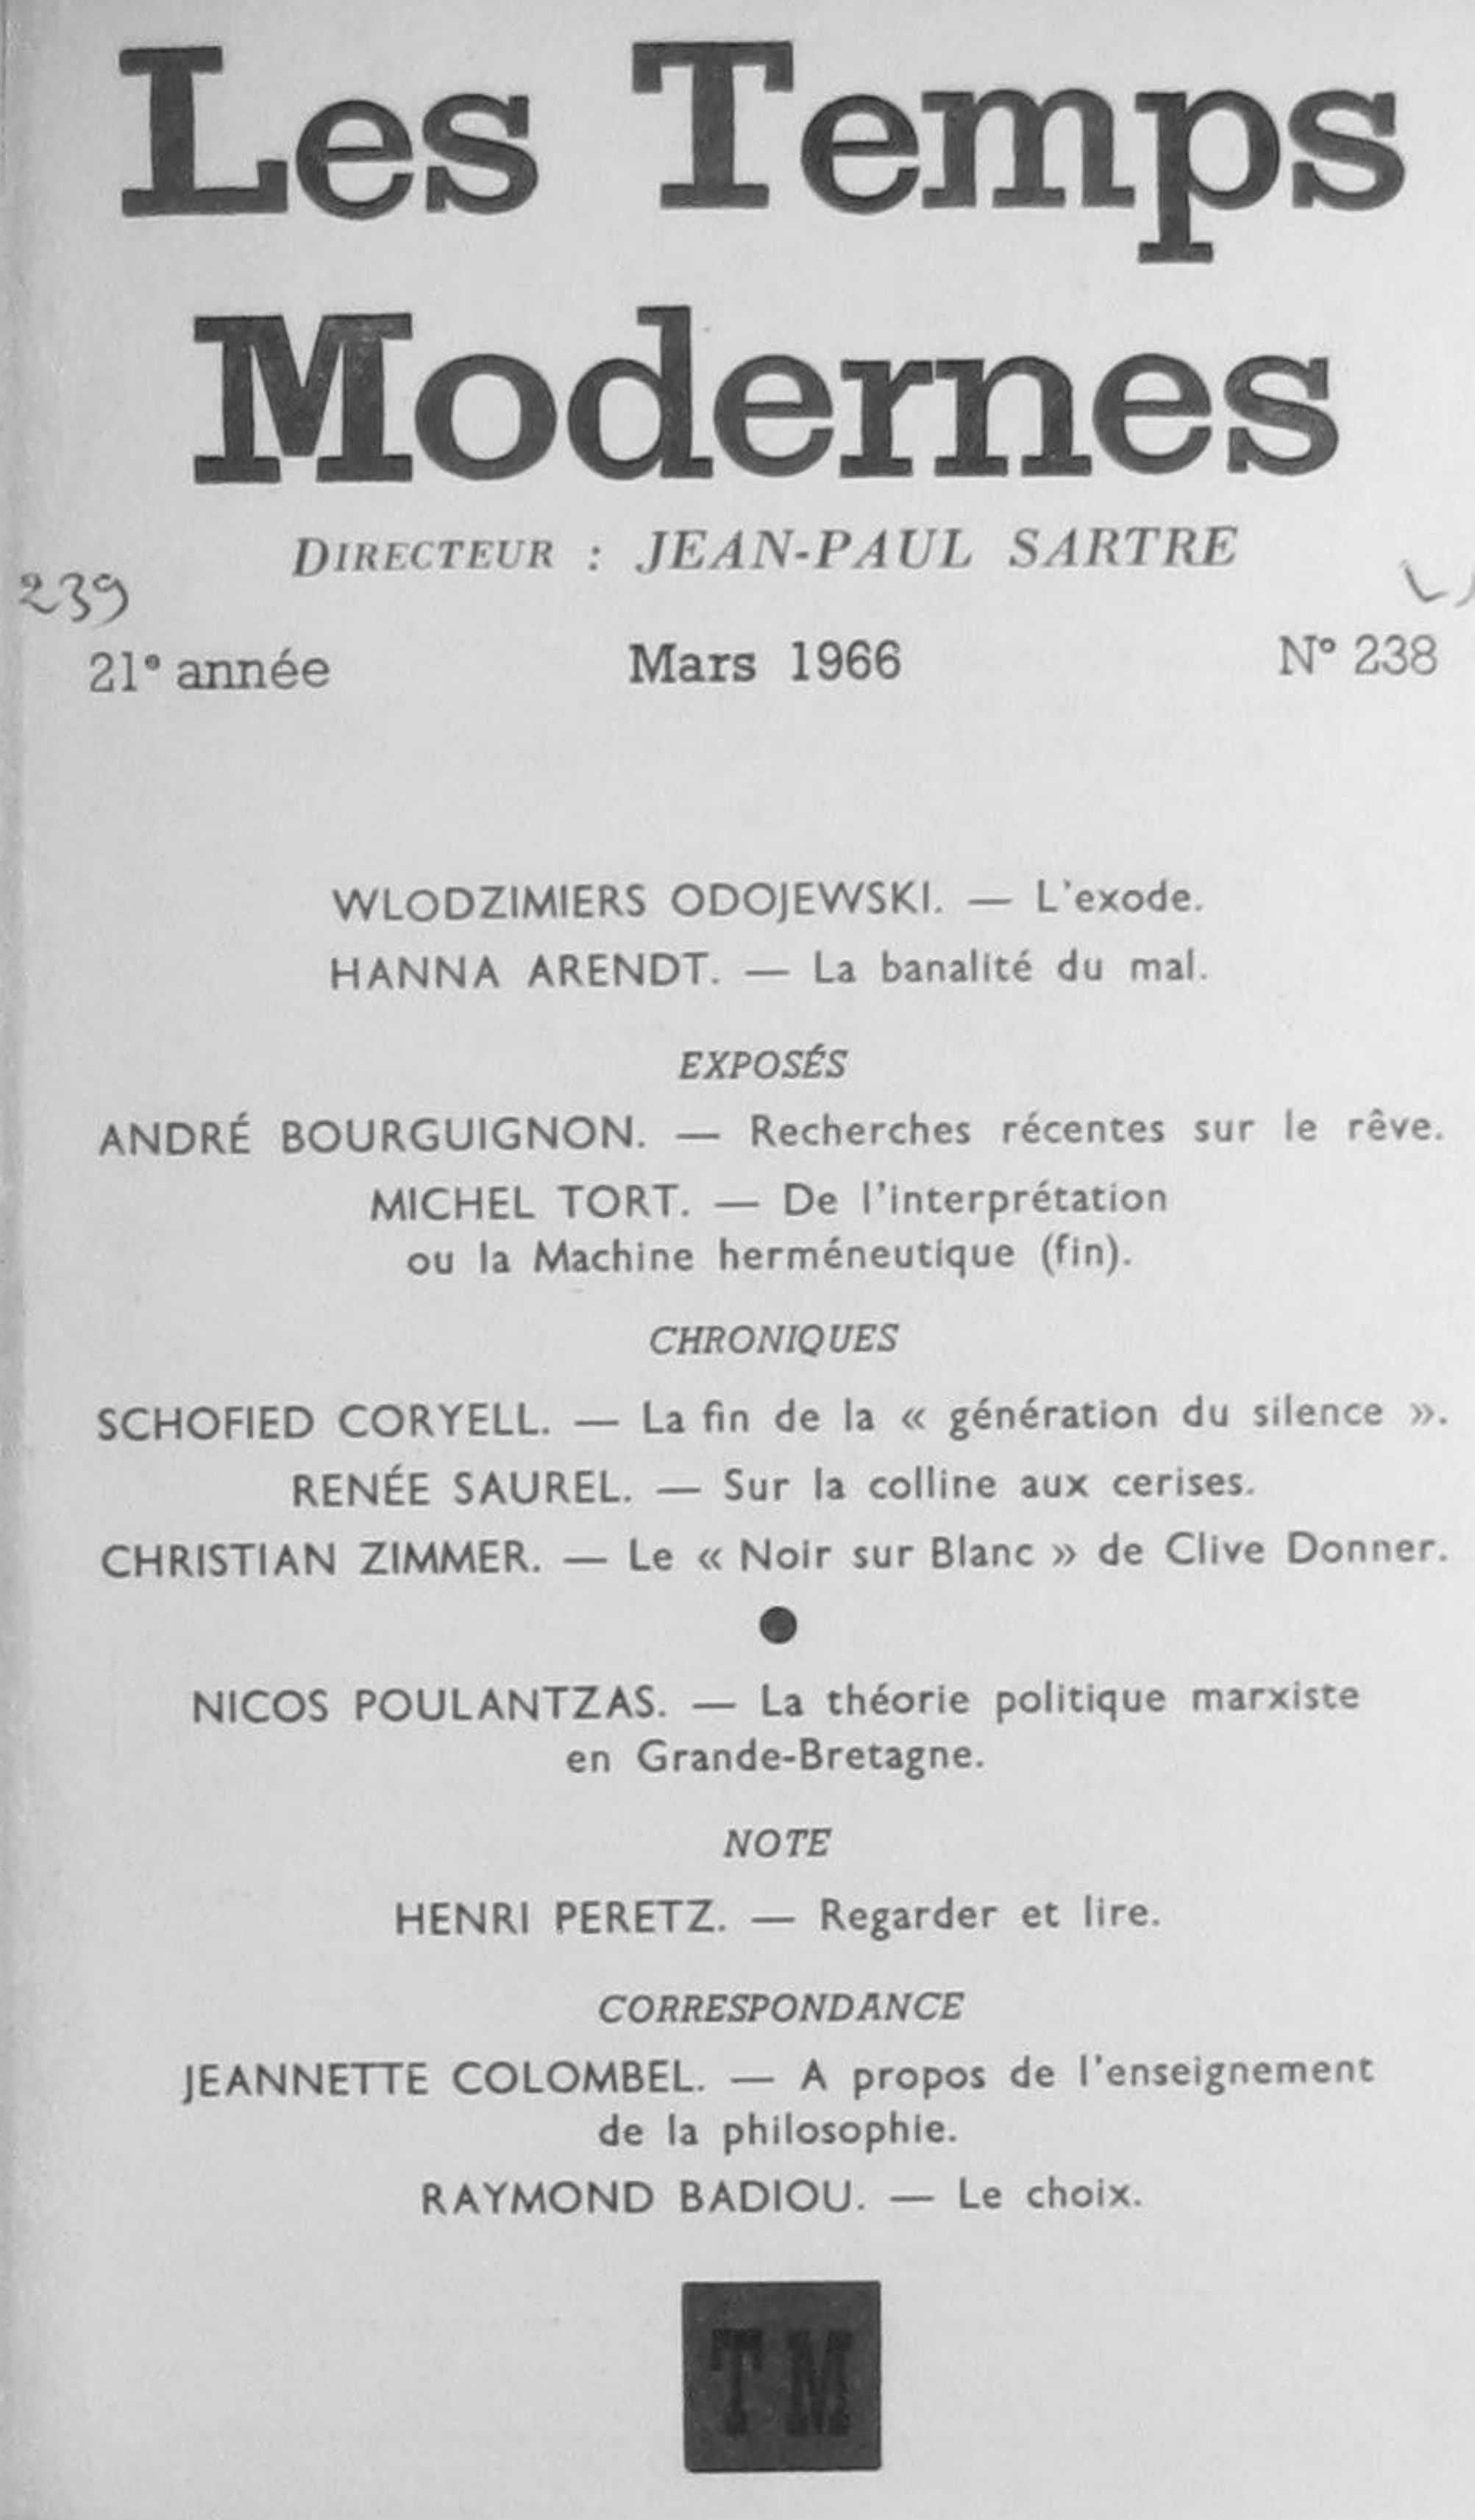 Les Temps
Modernes
DIRECTEUR : JEAN-PAUL SARTRE
239
21e année Mars 1966 N° 238
WLODZIMIERS ODOJEWSKI. — L'exode.
HANNA ARENDT. — La banalité du mal.
EXPOSÉS
ANDRÉ BOURGUIGNON. — Recherches récentes sur le rêve.
MICHEL TORT. — De l'interprétation
ou la Machine herméneutique (fin).
CHRONIQUES
SCHOFIED CORYELL. — La fin de la « génération du silence ».
RENÉE SAUREL. — Sur la colline aux cerises.
CHRISTIAN ZIMMER. — Le « Noir sur Blanc » de Clive Donner.
NICOS POULANTZAS. — La théorie politique marxiste
en Grande-Bretagne.
NOTE
HENRI PERETZ. — Regarder et lire.
CORRESPONDANCE
JEANNETTE COLOMBEL. — A propos de l'enseignement
de la philosophie.
RAYMOND BADIOU. — Le choix.
TM